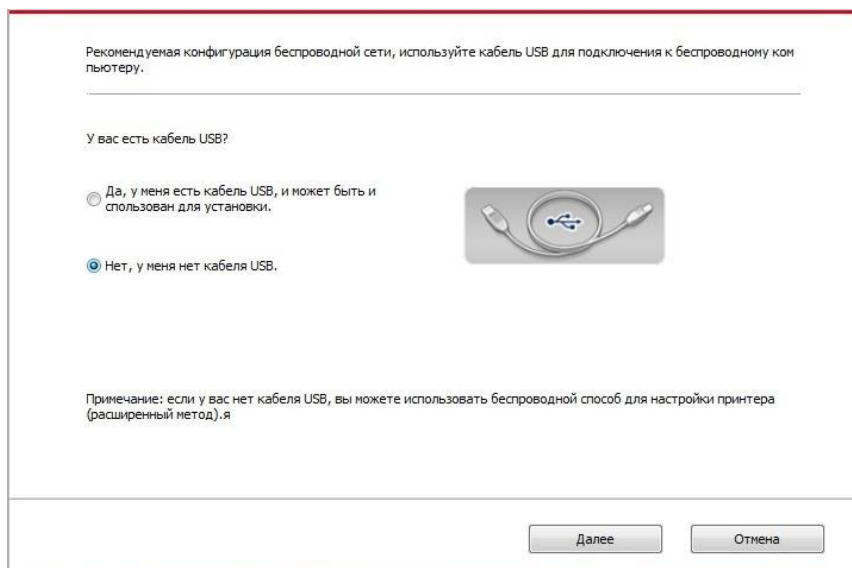 Рекомендуемая конфигурация беспроводной сети, используйте кабель USB для подключения к беспроводному ком
пьютеру.
У вас есть кабель USB?
Да, у меня есть кабель USB, и может быть и
спользован для установки.
Нет, у меня нет кабеля USB.
Примечание: если у вас нет кабеля USB, вы можете использовать беспроводной способ для настройки принтера
(расширенный метод).я
Далее
Отмена